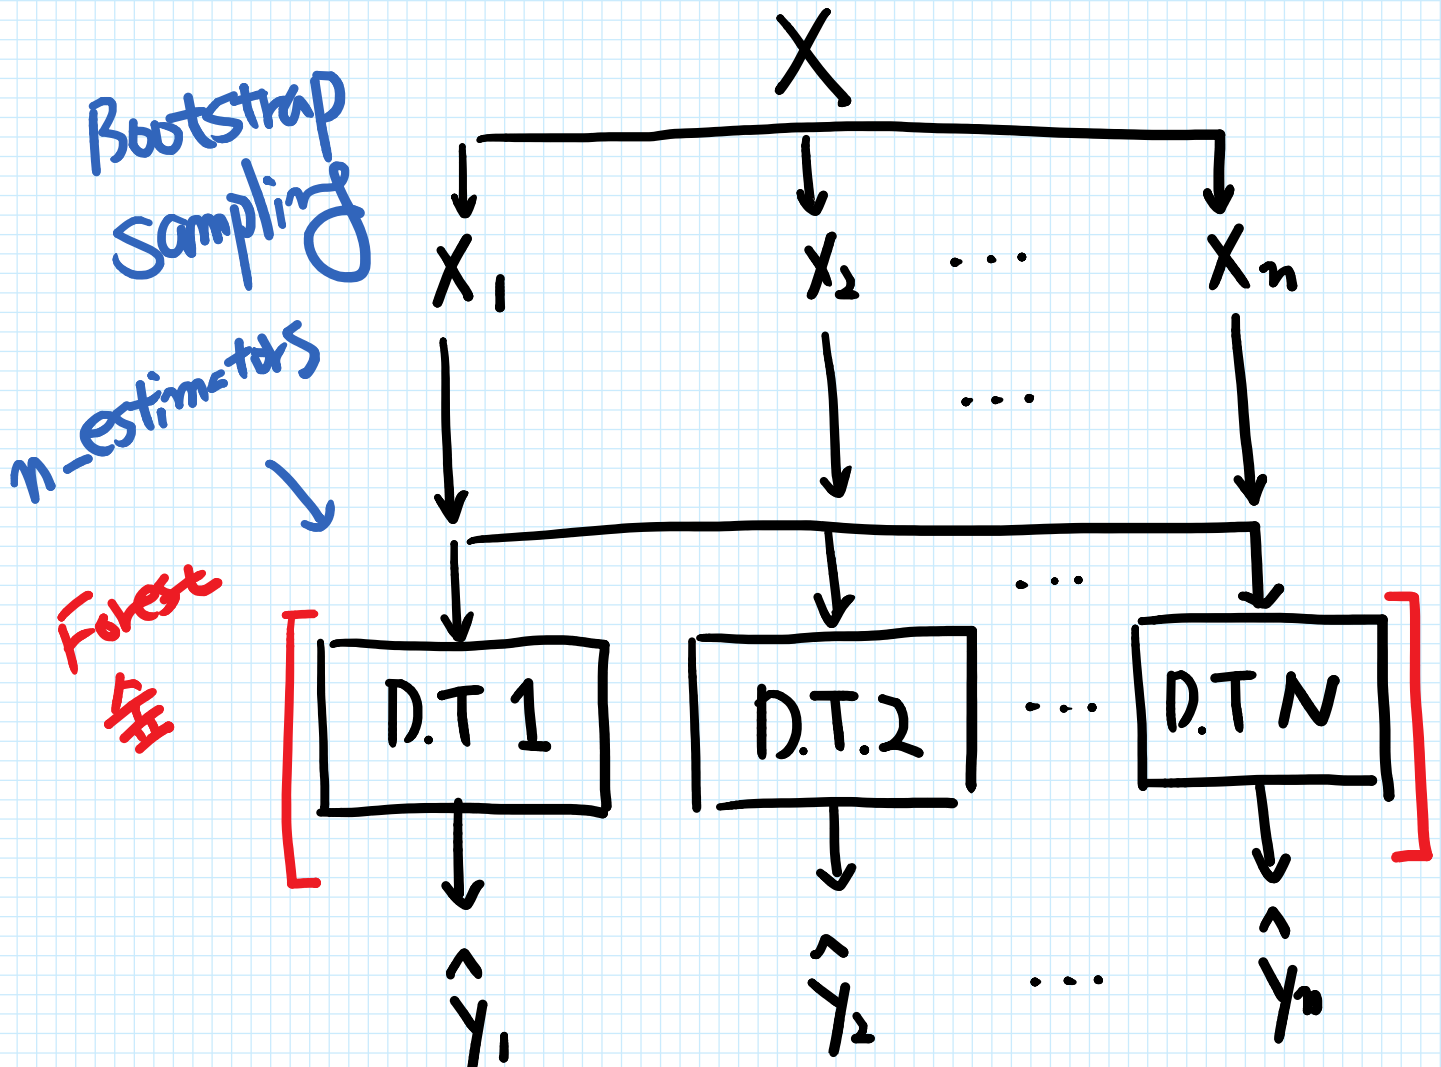 X
Bootstrap
Sampling
X1 X2 ... Xn
n_estimators
...
...
Forest
숲
D.T 1 D.T.2 ... D.T N
ŷ1 ŷ2 ... ŷn